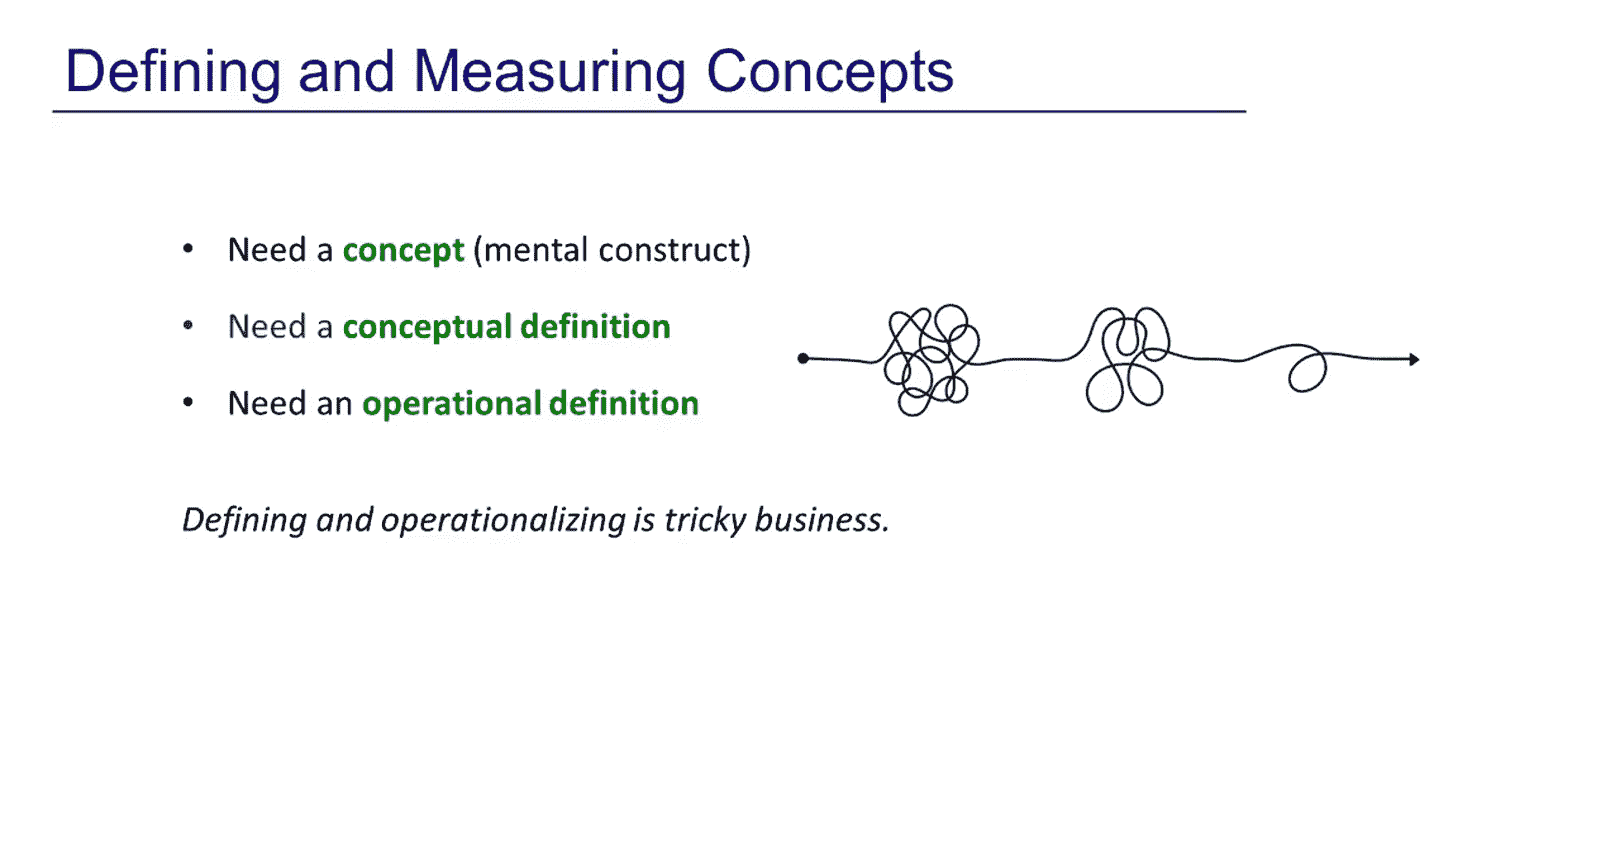 Defining and Measuring Concepts
• Need a concept (mental construct)
• Need a conceptual definition
• Need an operational definition
Defining and operationalizing is tricky business.